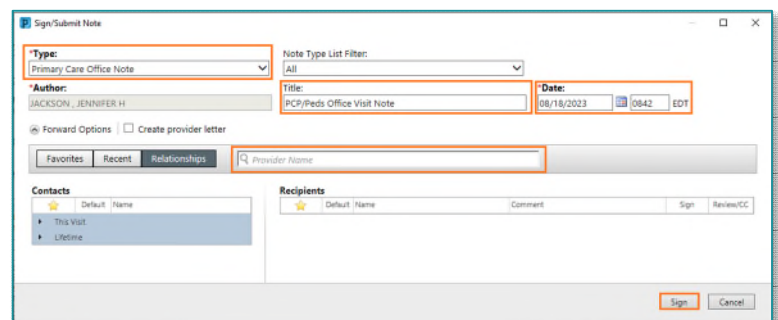 P Sign/Submit Note
*Type: Note Type List Filter:
Primary Care Office Note All
*Author: Title: *Date:
JACKSON , JENNIFER H PCP/Peds Office Visit Note 08/18/2023 0842 EDT
Forward Options Create provider letter
Favorites Recent Relationships Provider Name
Contacts Recipients
Default Name Default Name Comment Sign Review/CC
This Visit
Lifetime
Sign Cancel